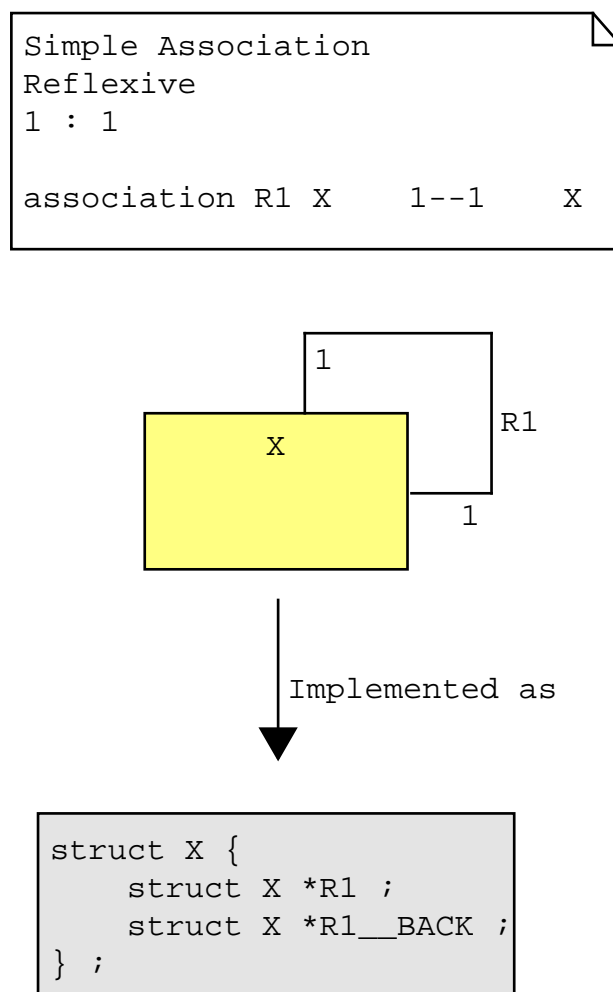 Simple Association
Reflexive
1 : 1
association R1 X    1--1    X
1
R1
X
1
Implemented as
struct X {
    struct X *R1 ;
    struct X *R1__BACK ;
} ;